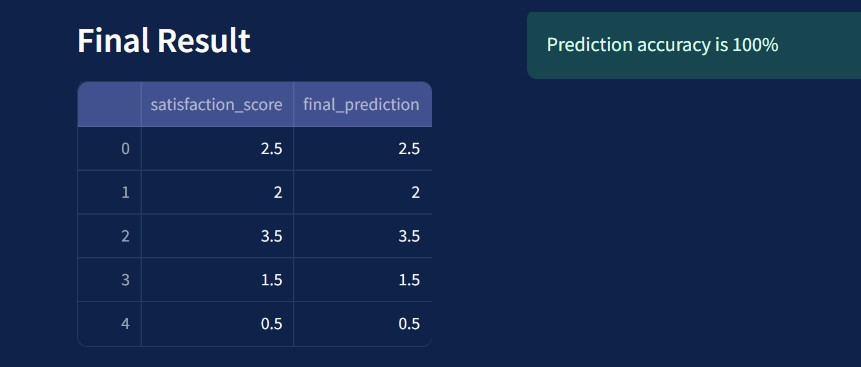 Final Result
Prediction accuracy is 100%
satisfaction_score final_prediction
0 2.5 2.5
1 2 2
2 3.5 3.5
3 1.5 1.5
4 0.5 0.5